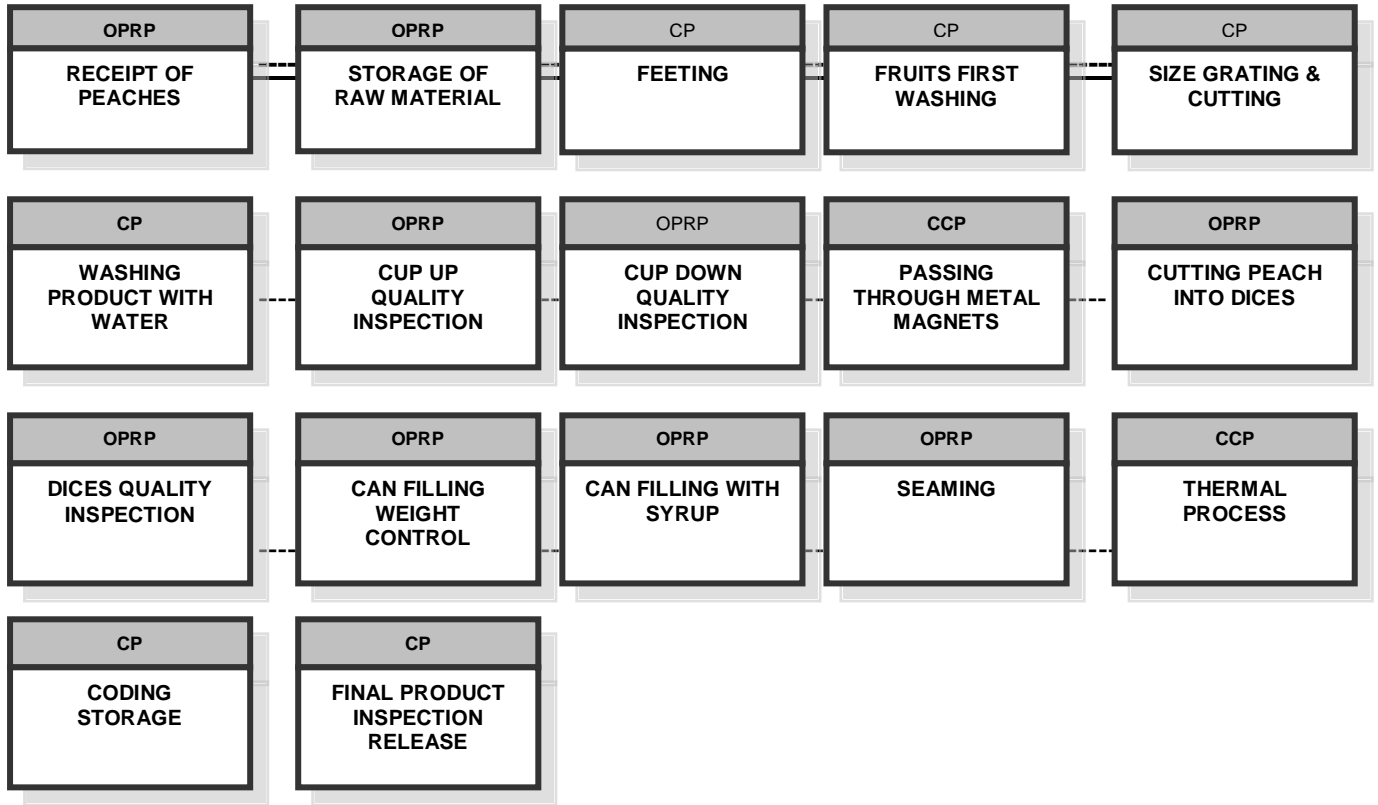 OPRP
RECEIPT OF
PEACHES
OPRP
STORAGE OF
RAW MATERIAL
CP
FEETING
CP
FRUITS FIRST
WASHING
CP
SIZE GRATING &
CUTTING
CP
WASHING
PRODUCT WITH
WATER
OPRP
CUP UP
QUALITY
INSPECTION
OPRP
CUP DOWN
QUALITY
INSPECTION
CCP
PASSING
THROUGH METAL
MAGNETS
OPRP
CUTTING PEACH
INTO DICES
OPRP
DICES QUALITY
INSPECTION
OPRP
CAN FILLING
WEIGHT
CONTROL
OPRP
CAN FILLING WITH
SYRUP
OPRP
SEAMING
CCP
THERMAL
PROCESS
CP
CODING
STORAGE
CP
FINAL PRODUCT
INSPECTION
RELEASE